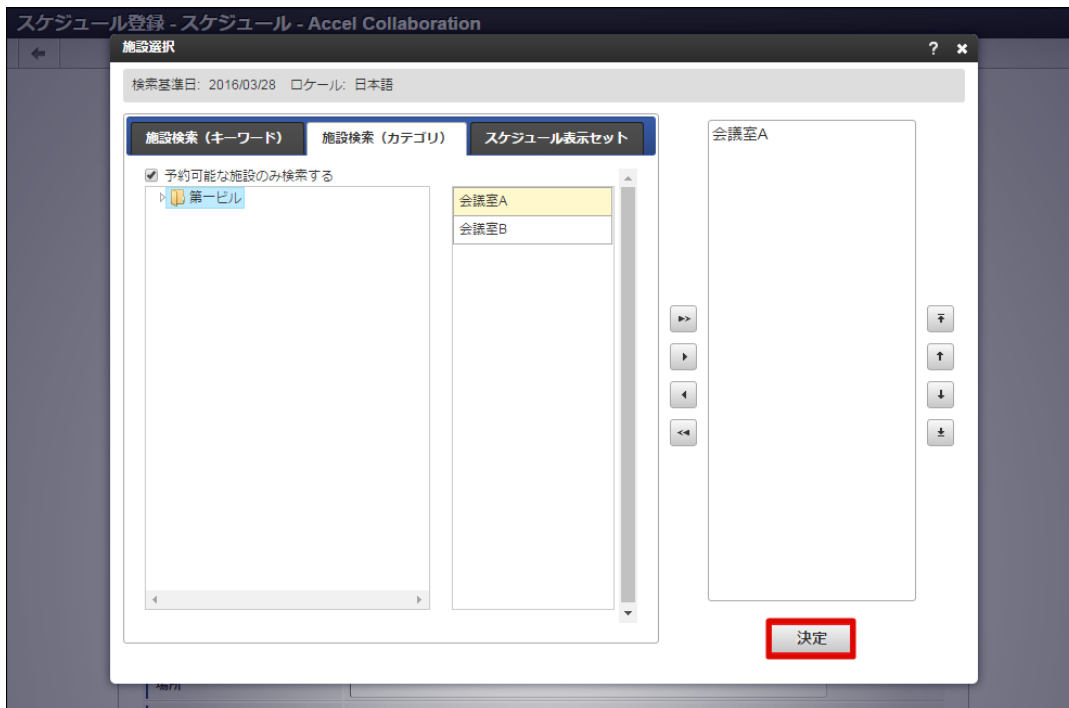 スケジュール登録 - スケジュール - Accel Collaboration
施設選択
検索基準日: 2016/03/28 ロケール: 日本語
施設検索（キーワード） 施設検索（カテゴリ） スケジュール表示セット
予約可能な施設のみ検索する
第一ビル
会議室A
会議室B
会議室A
決定
場所